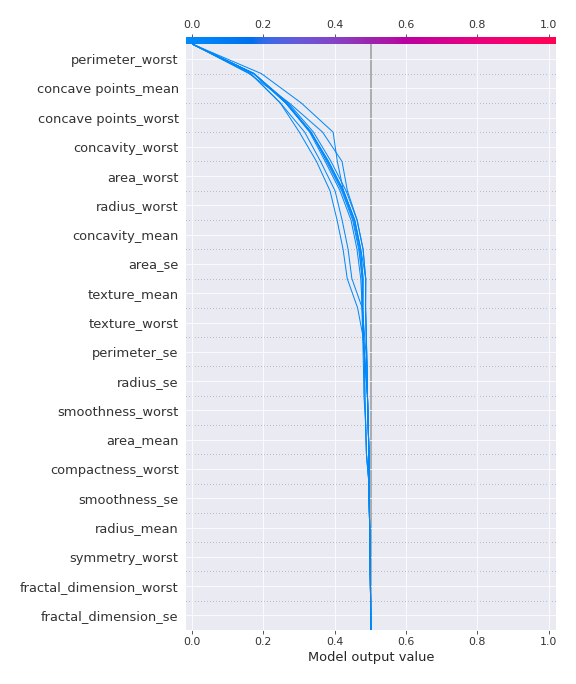 0.0 0.2 0.4 0.6 0.8 1.0
perimeter_worst
concave points_mean
concave points_worst
concavity_worst
area_worst
radius_worst
concavity_mean
area_se
texture_mean
texture_worst
perimeter_se
radius_se
smoothness_worst
area_mean
compactness_worst
smoothness_se
radius_mean
symmetry_worst
fractal_dimension_worst
fractal_dimension_se
0.0 0.2 0.4 0.6 0.8 1.0
Model output value